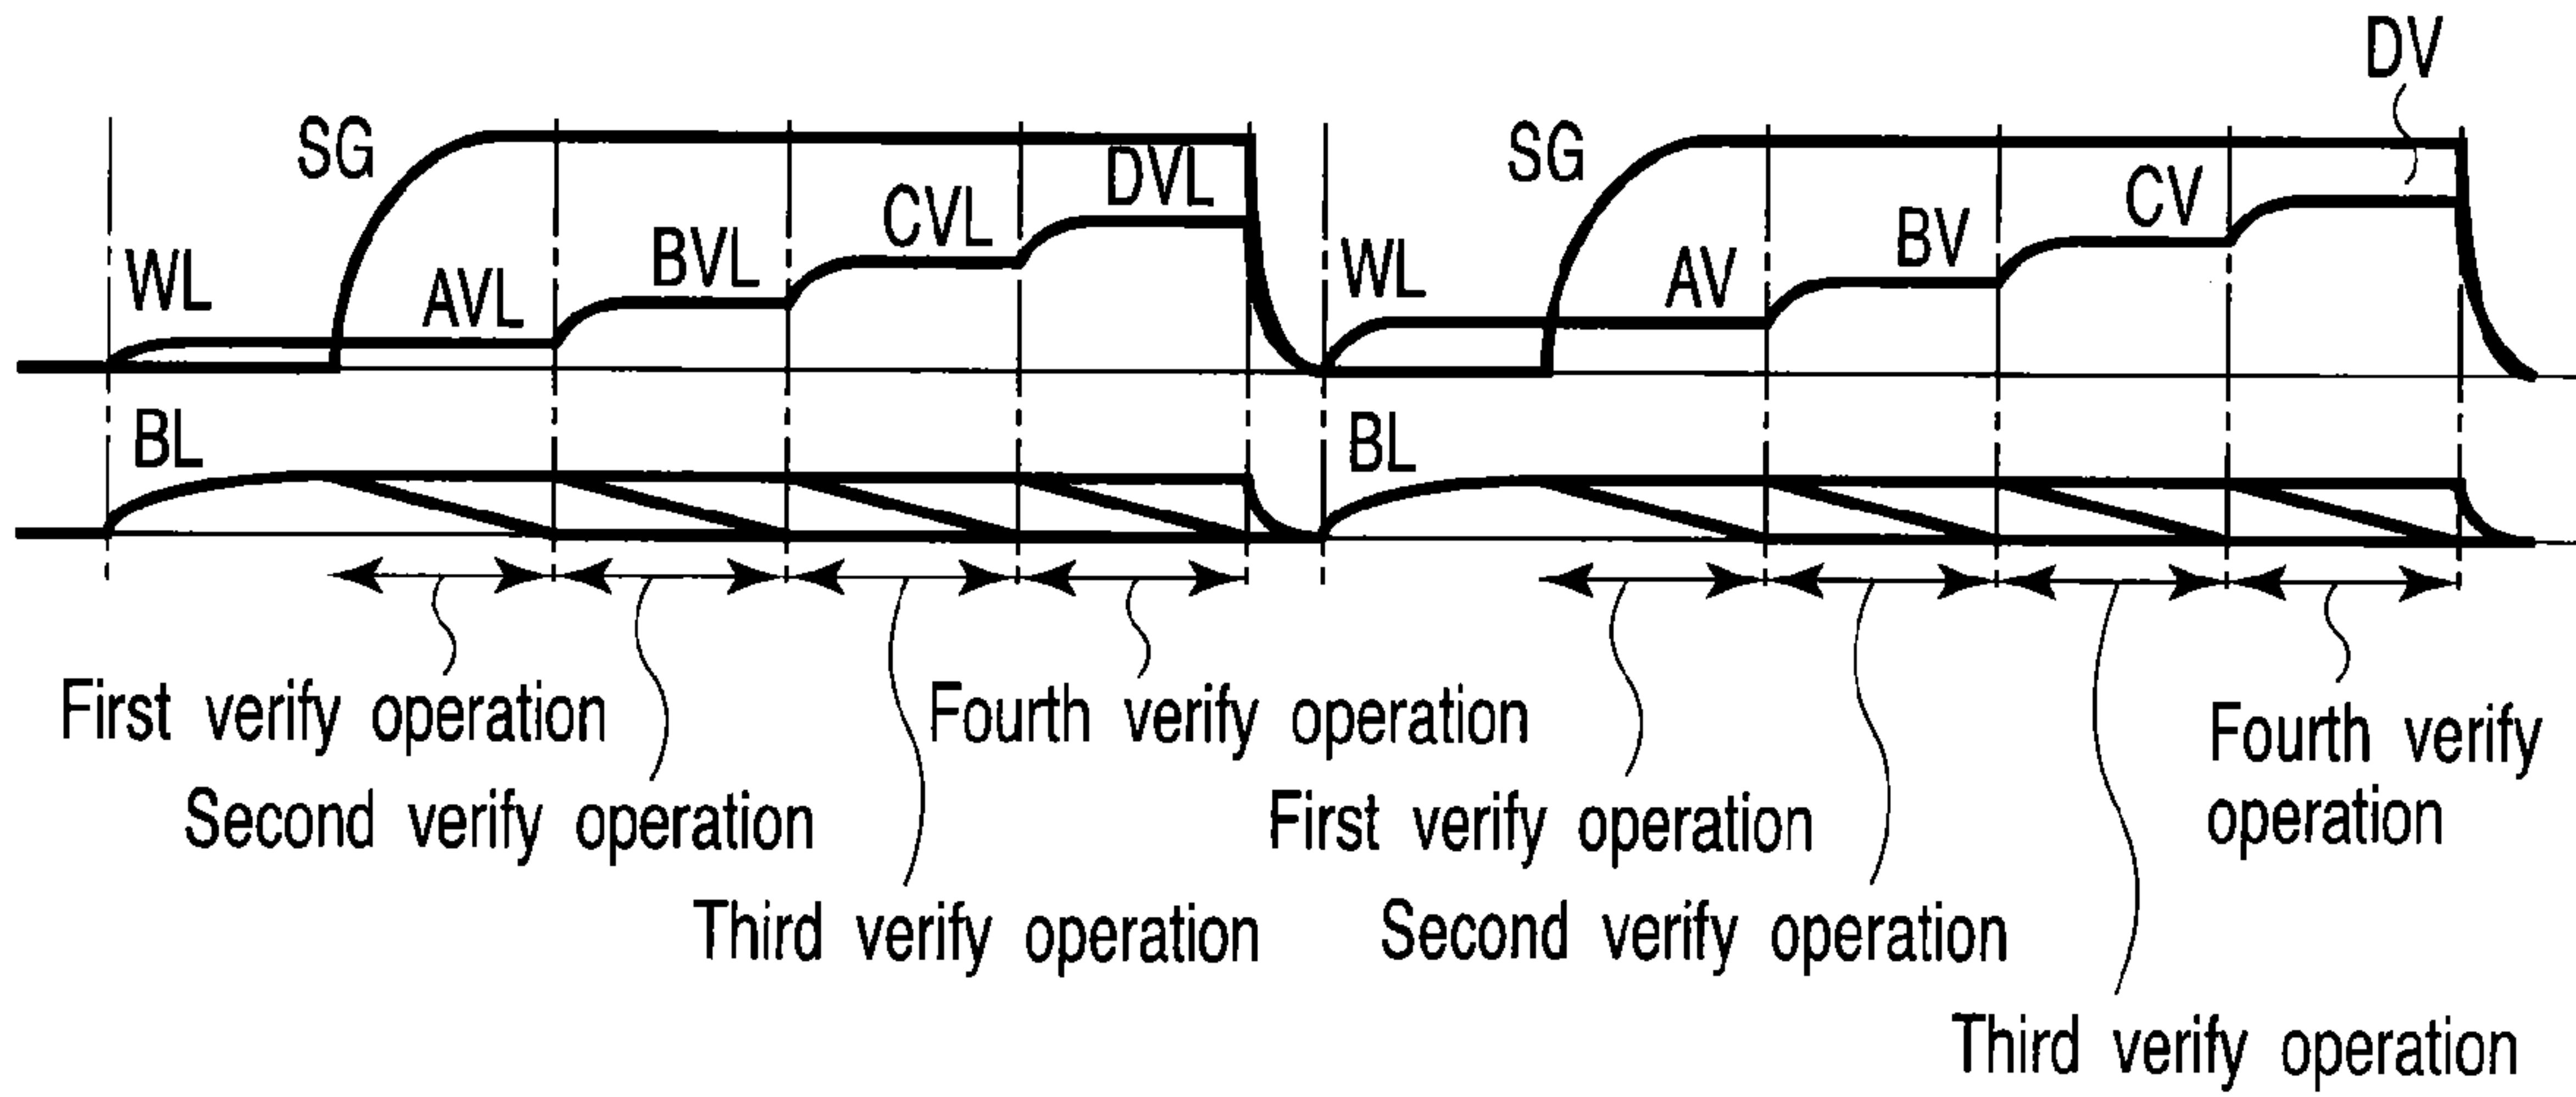 DV
SG
SG
DVL
CVL
CV
BVL
BV
WL
AVL
WL
AV
BL
BL
First verify operation
Fourth verify operation
Fourth verify
operation
Second verify operation
First verify operation
Third verify operation
Second verify operation
Third verify operation